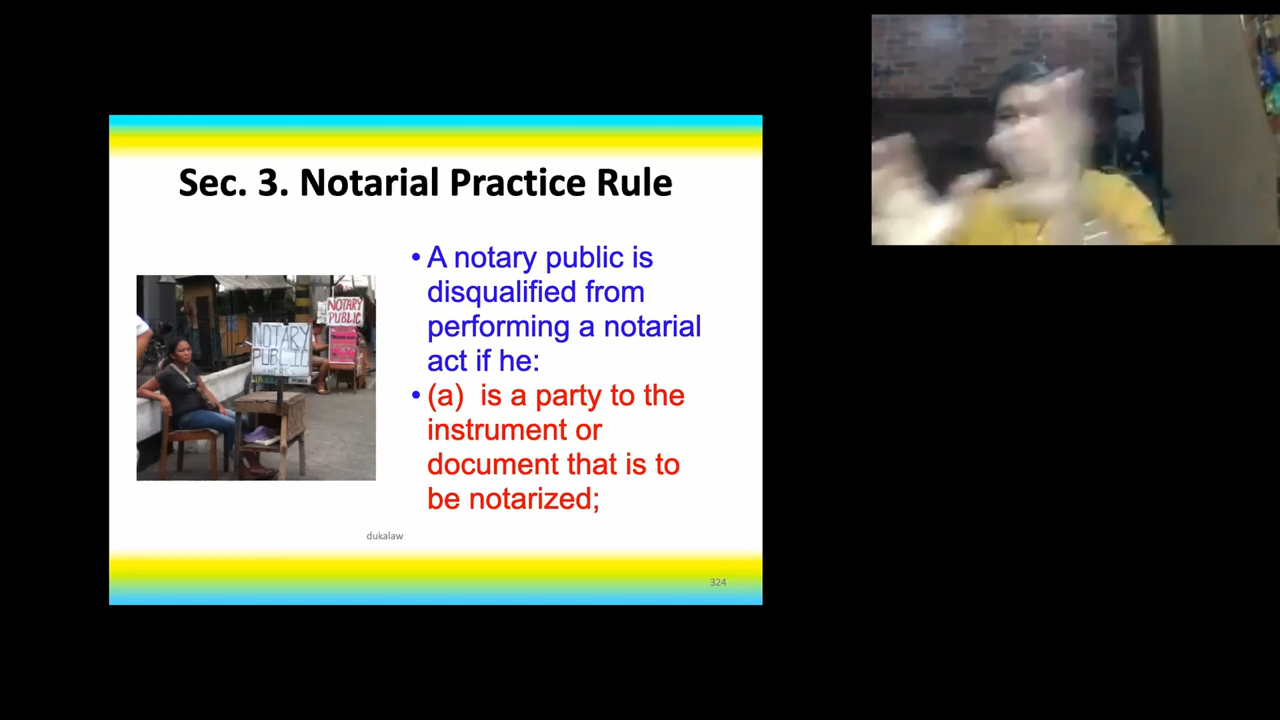 Sec. 3. Notarial Practice Rule
• A notary public is
disqualified from
performing a notarial
act if he:
• (a) is a party to the
instrument or
document that is to
be notarized;
NOTARY
PUBLIC
NOTARY
PUBLIC
HERE
dukalaw
324